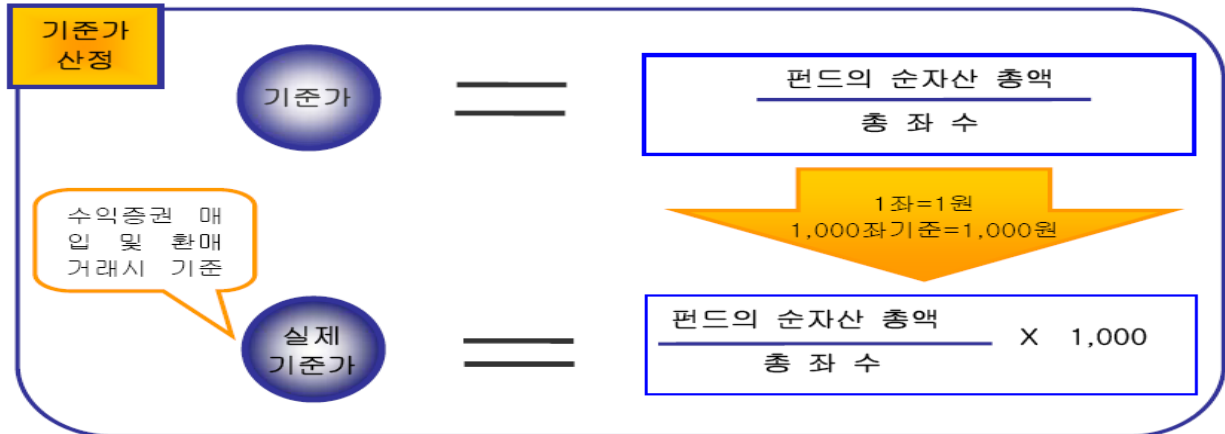 기준가
산정
기준가
펀드의 순자산 총액
총 좌 수
1좌=1원
1,000좌기준=1,000원
수익증권 매
입 및 환매
거래시 기준
실제
기준가
펀드의 순자산 총액
총 좌 수
X 1,000